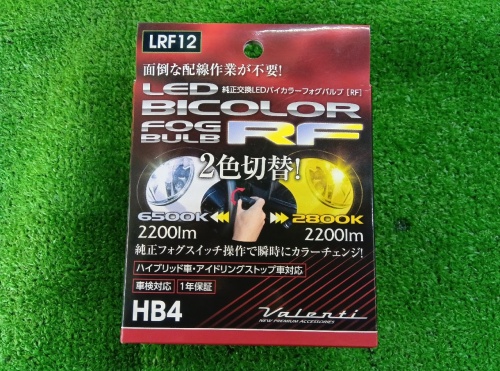 LRF12
面倒な配線作業が不要!
LED 純正交換LEDバイカラーフォグバルブ [RF]
BICOLOR
FOG BULB RF
2色切替!
6500K 2800K
2200lm 2200lm
純正フォグスイッチ操作で瞬時にカラーチェンジ!
ハイブリッド車・アイドリングストップ車対応
車検対応 1年保証
HB4 Valenti
NEW PREMIUM ACCESSORIES